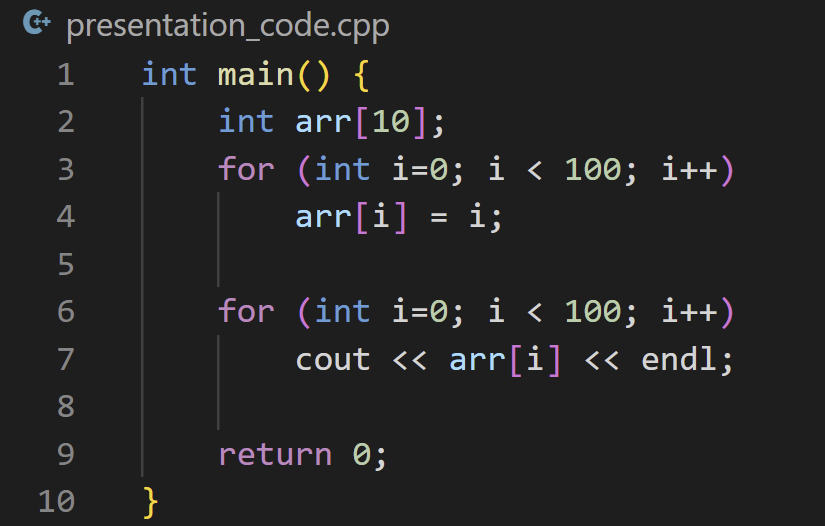 presentation_code.cpp
1 int main() {
2 int arr[10];
3 for (int i=0; i < 100; i++)
4 arr[i] = i;
5
6 for (int i=0; i < 100; i++)
7 cout << arr[i] << endl;
8
9 return 0;
10 }